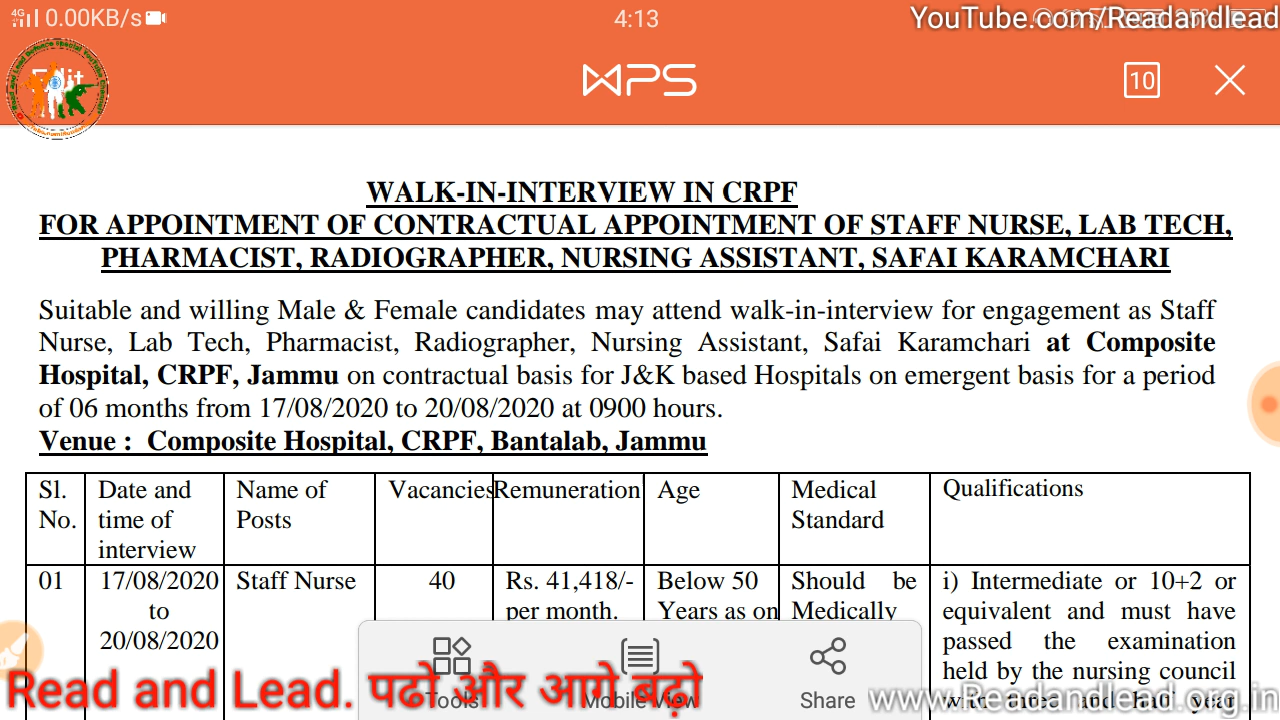 4G 0.00KB/s 4:13 YouTube.com/Readandlead
WPS 10
WALK-IN-INTERVIEW IN CRPF
FOR APPOINTMENT OF CONTRACTUAL APPOINTMENT OF STAFF NURSE, LAB TECH,
PHARMACIST, RADIOGRAPHER, NURSING ASSISTANT, SAFAI KARAMCHARI
Suitable and willing Male & Female candidates may attend walk-in-interview for engagement as Staff
Nurse, Lab Tech, Pharmacist, Radiographer, Nursing Assistant, Safai Karamchari at Composite
Hospital, CRPF, Jammu on contractual basis for J&K based Hospitals on emergent basis for a period
of 06 months from 17/08/2020 to 20/08/2020 at 0900 hours.
Venue : Composite Hospital, CRPF, Bantalab, Jammu
Sl. Date and Name of Vacancies Remuneration Age Medical Qualifications
No. time of Posts Standard
interview
01 17/08/2020 Staff Nurse 40 Rs. 41,418/- Below 50 Should be i) Intermediate or 10+2 or
to per month. Years as on Medically equivalent and must have
20/08/2020 passed the examination
held by the nursing council
Read and Lead. पढो और आगे बढ़ो
Tools Mobile View Share www.Readandlead.org.in